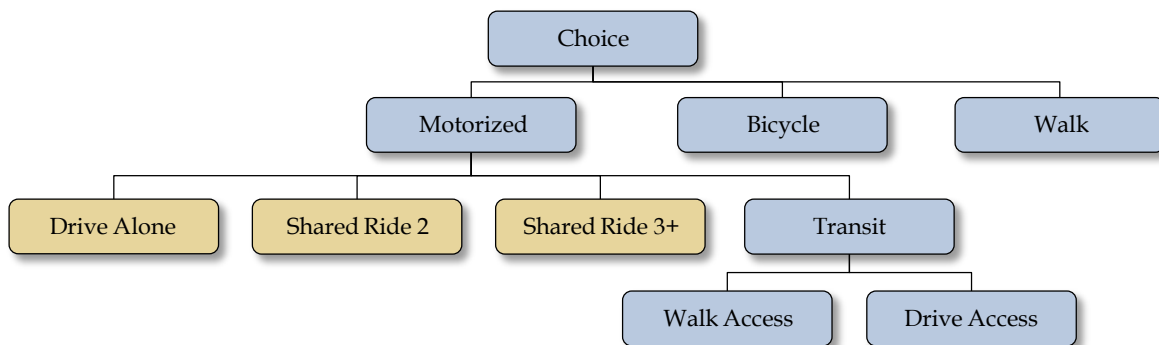 Choice
Motorized
Bicycle
Walk
Drive Alone
Shared Ride 2
Shared Ride 3+
Transit
Walk Access
Drive Access